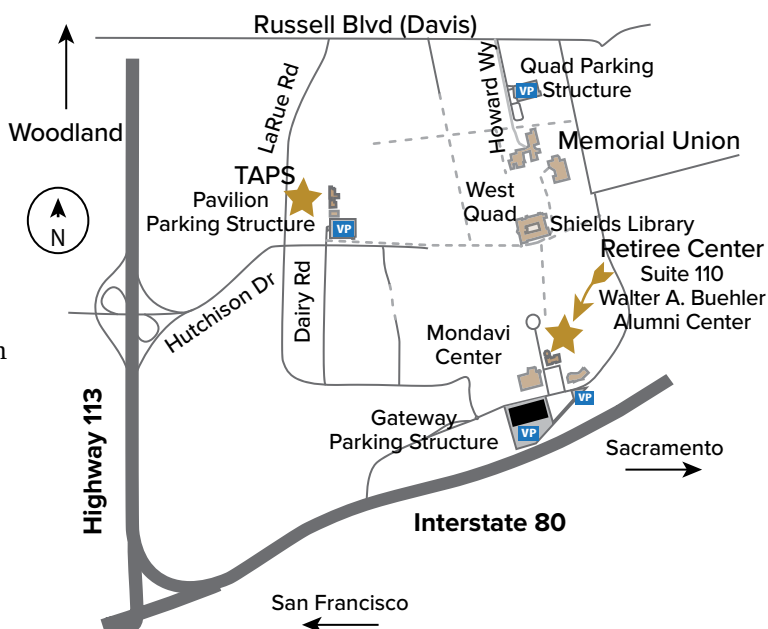 Russell Blvd (Davis)
Woodland
LaRue Rd
Howard Wy
Quad Parking
VP Structure
Memorial Union
TAPS
Pavilion
Parking Structure
VP
West
Quad
Shields Library
N
Retiree Center
Suite 110
Walter A. Buehler
Alumni Center
Hutchison Dr
Dairy Rd
Mondavi
Center
n
Highway 113
Gateway
Parking Structure
VP
VP
Sacramento
Interstate 80
San Francisco